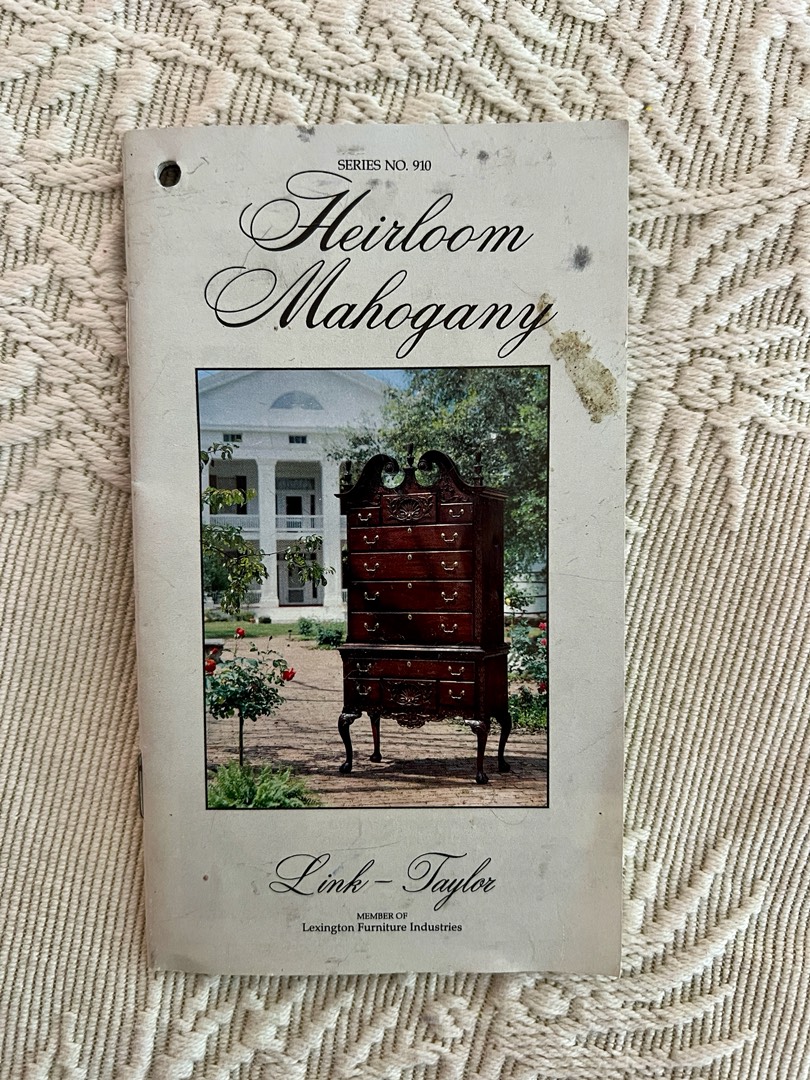 SERIES NO. 910
Heirloom
Mahogany
Link – Taylor
MEMBER OF
Lexington Furniture Industries